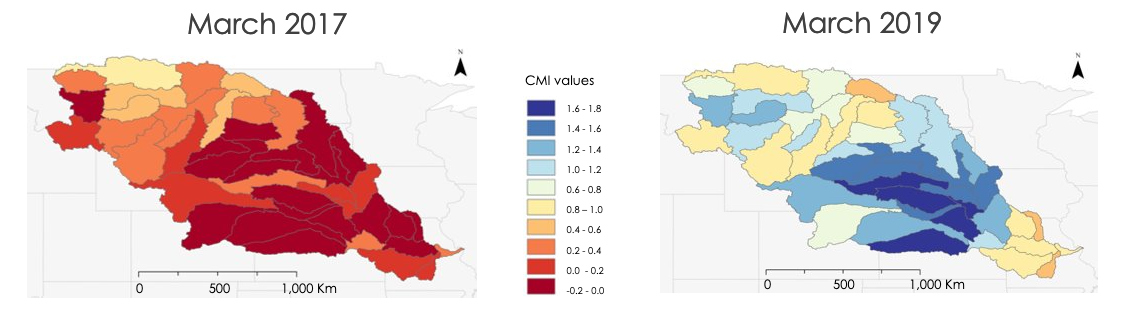 March 2017
March 2019
N
N
CMI values
1.6 - 1.8
1.4 - 1.6
1.2 - 1.4
1.0 - 1.2
0.6 - 0.8
0.8 – 1.0
0.4 - 0.6
0.2 - 0.4
0.0 - 0.2
-0.2 - 0.0
0 500 1,000 Km
0 500 1,000 Km